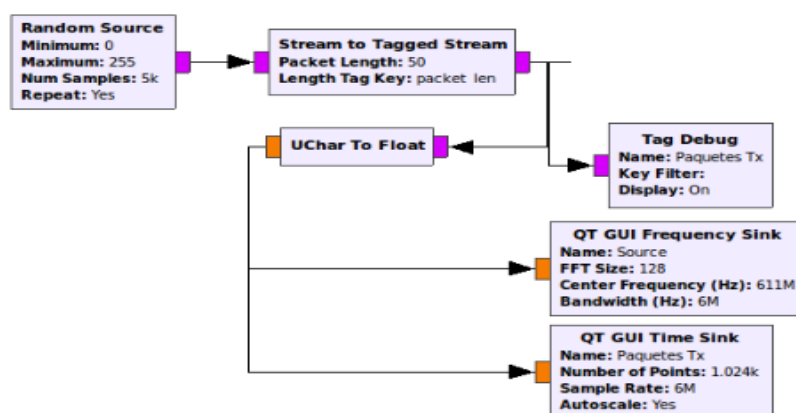 Random Source
Minimum: 0
Maximum: 255
Num Samples: 5k
Repeat: Yes
Stream to Tagged Stream
Packet Length: 50
Length Tag Key: packet_len
UChar To Float
Tag Debug
Name: Paquetes Tx
Key Filter:
Display: On
QT GUI Frequency Sink
Name: Source
FFT Size: 128
Center Frequency (Hz): 611M
Bandwidth (Hz): 6M
QT GUI Time Sink
Name: Paquetes Tx
Number of Points: 1.024k
Sample Rate: 6M
Autoscale: Yes